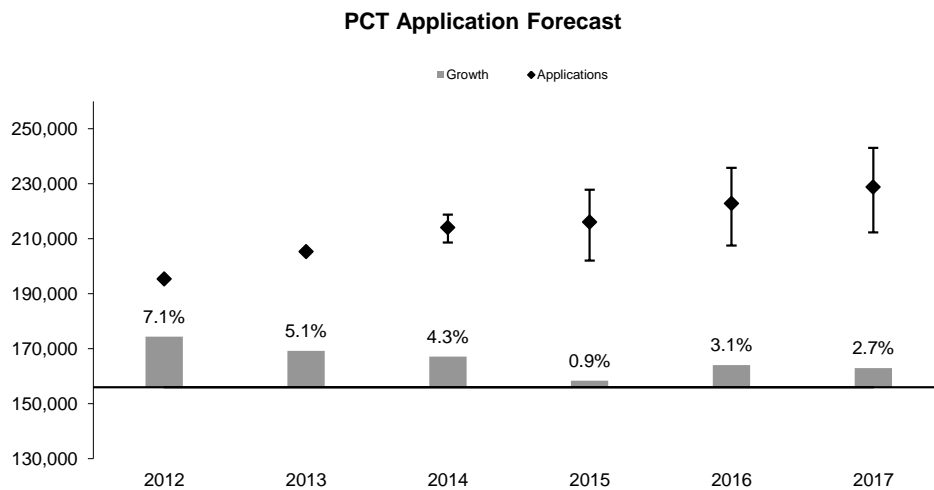 PCT Application Forecast
Growth Applications
250,000
230,000
210,000
190,000
170,000
150,000
130,000
7.1% 5.1% 4.3% 0.9% 3.1% 2.7%
2012 2013 2014 2015 2016 2017